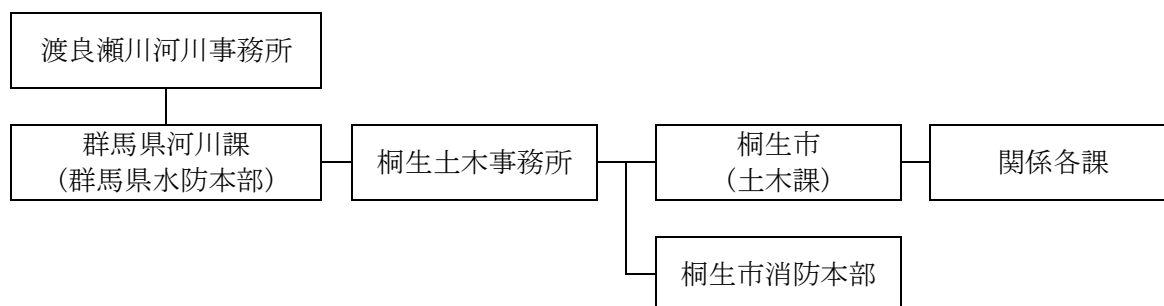 渡良瀬川河川事務所
群馬県河川課
（群馬県水防本部）
桐生土木事務所
桐生市
（土木課）
関係各課
桐生市消防本部